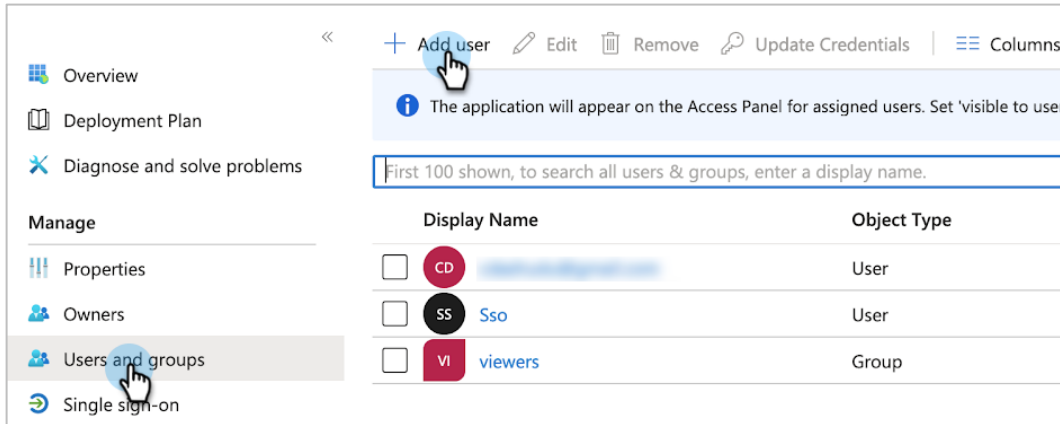 Overview
Deployment Plan
Diagnose and solve problems
Manage
Properties
Owners
Users and groups
Single sign-on
Add user Edit Remove Update Credentials Columns
The application will appear on the Access Panel for assigned users. Set 'visible to
First 100 shown, to search all users & groups, enter a display name.
Display Name Object Type
CD User
SS Sso User
VI viewers Group